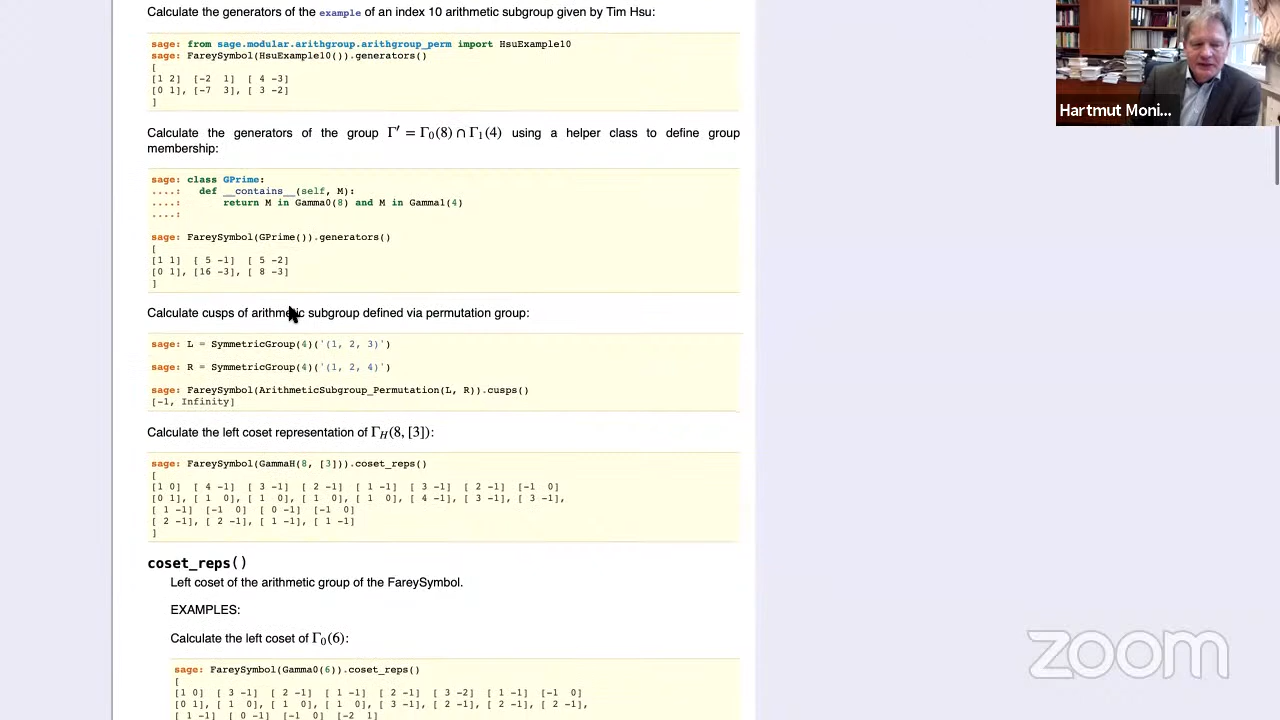 Calculate the generators of the example of an index 10 arithmetic subgroup given by Tim Hsu:
sage: from sage.modular.arithgroup.arithgroup_perm import HsuExample10
sage: FareySymbol(HsuExample10()).generators()
[
[1 2]  [-2  1]  [ 4 -3]
[0 1], [-7  3], [ 3 -2]
]
Calculate the generators of the group Γ′ = Γ0(8) ∩ Γ1(4) using a helper class to define group
membership:
sage: class GPrime:
....:   def __contains__(self, M):
....:       return M in Gamma0(8) and M in Gamma1(4)
....:
sage: FareySymbol(GPrime()).generators()
[
[1 1]  [ 5 -1]  [ 5 -2]
[0 1], [16 -3], [ 8 -3]
]
Calculate cusps of arithmetic subgroup defined via permutation group:
sage: L = SymmetricGroup(4)('(1, 2, 3)')
sage: R = SymmetricGroup(4)('(1, 2, 4)')
sage: FareySymbol(ArithmeticSubgroup_Permutation(L, R)).cusps()
[-1, Infinity]
Calculate the left coset representation of ΓH(8, [3]):
sage: FareySymbol(GammaH(8, [3])).coset_reps()
[
[1 0]  [ 4 -1]  [ 3 -1]  [ 2 -1]  [ 1 -1]  [ 3 -1]  [ 2 -1]  [-1  0]
[0 1], [ 1  0], [ 1  0], [ 1  0], [ 1  0], [ 4 -1], [ 3 -1], [ 3 -1],
[ 1 -1]  [-1  0]  [ 0 -1]  [-1  0]
[ 2 -1], [ 2 -1], [ 1 -1], [ 1 -1]
]
coset_reps()
Left coset of the arithmetic group of the FareySymbol.
EXAMPLES:
Calculate the left coset of Γ0(6):
sage: FareySymbol(Gamma0(6)).coset_reps()
[
[1 0]  [ 3 -1]  [ 2 -1]  [ 1 -1]  [ 2 -1]  [ 3 -2]  [ 1 -1]  [-1  0]
[0 1], [ 1  0], [ 1  0], [ 1  0], [ 3 -1], [ 2 -1], [ 2 -1], [ 2 -1],
[ 1 -1]  [ 0 -1]  [-1  0]  [-2  1]
Hartmut Moni...
zoom